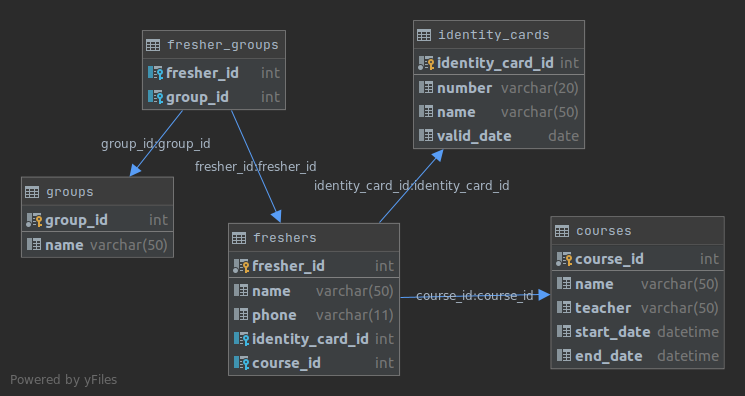 fresher_groups
fresher_id int
group_id int
identity_cards
identity_card_id int
number varchar(20)
name varchar(50)
valid_date date
group_id:group_id
fresher_id:fresher_id
identity_card_id:identity_card_id
groups
group_id int
name varchar(50)
freshers
fresher_id int
name varchar(50)
phone varchar(11)
identity_card_id int
course_id int
course_id:course_id
courses
course_id int
name varchar(50)
teacher varchar(50)
start_date datetime
end_date datetime
Powered by yFiles